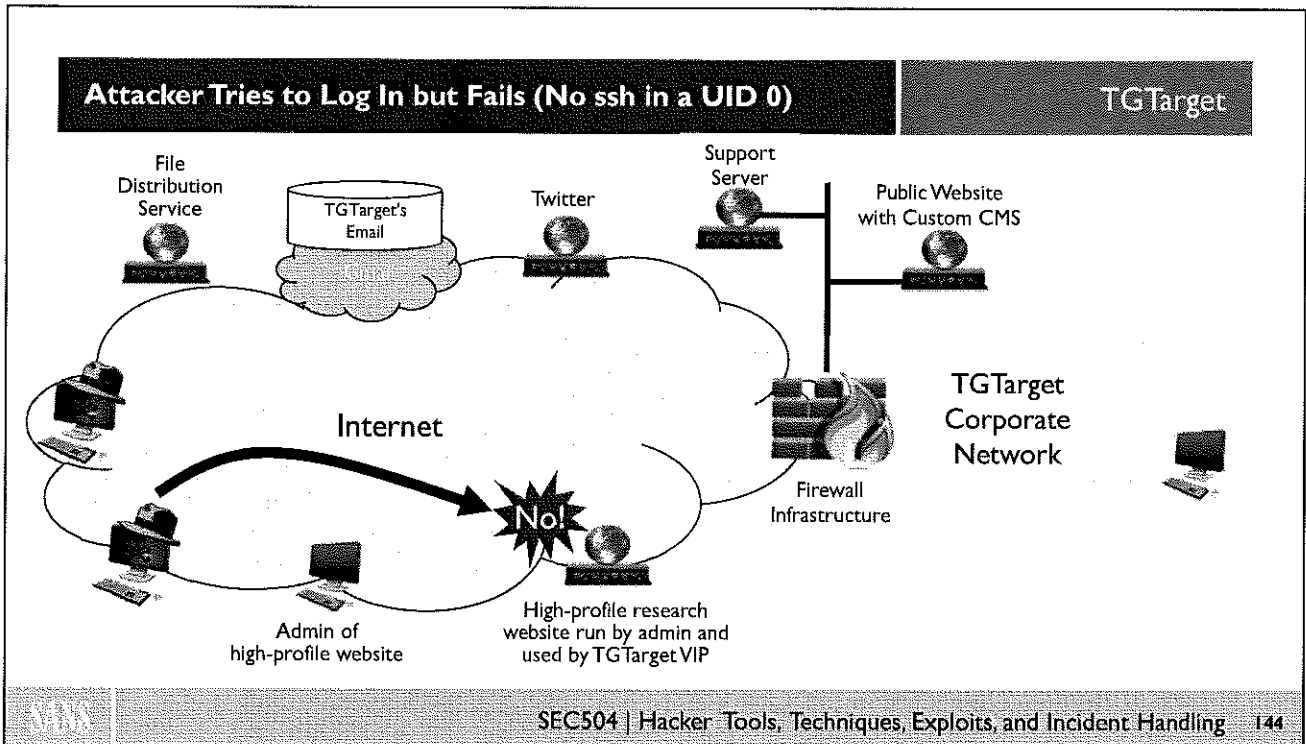 Attacker Tries to Log In but Fails (No ssh in a UID 0)
TGTarget
File
Distribution
Service
TGTarget's
Email
Twitter
Support
Server
Public Website
with Custom CMS
Internet
TGTarget
Corporate
Network
Firewall
Infrastructure
No!
Admin of
high-profile website
High-profile research
website run by admin and
used by TGTarget VIP
SANS
SEC504 | Hacker Tools, Techniques, Exploits, and Incident Handling 144